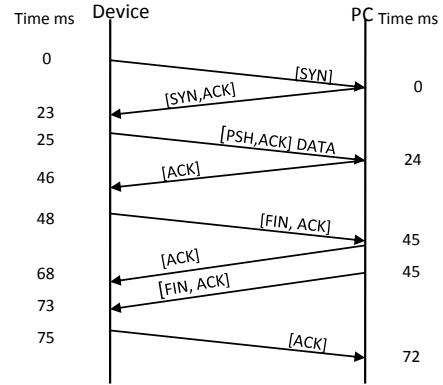 Device
PC
Time ms
Time ms
0
[SYN]
0
[SYN,ACK]
23
25
[PSH,ACK] DATA
24
[ACK]
46
48
[FIN, ACK]
45
[ACK]
45
68
[FIN, ACK]
73
75
[ACK]
72